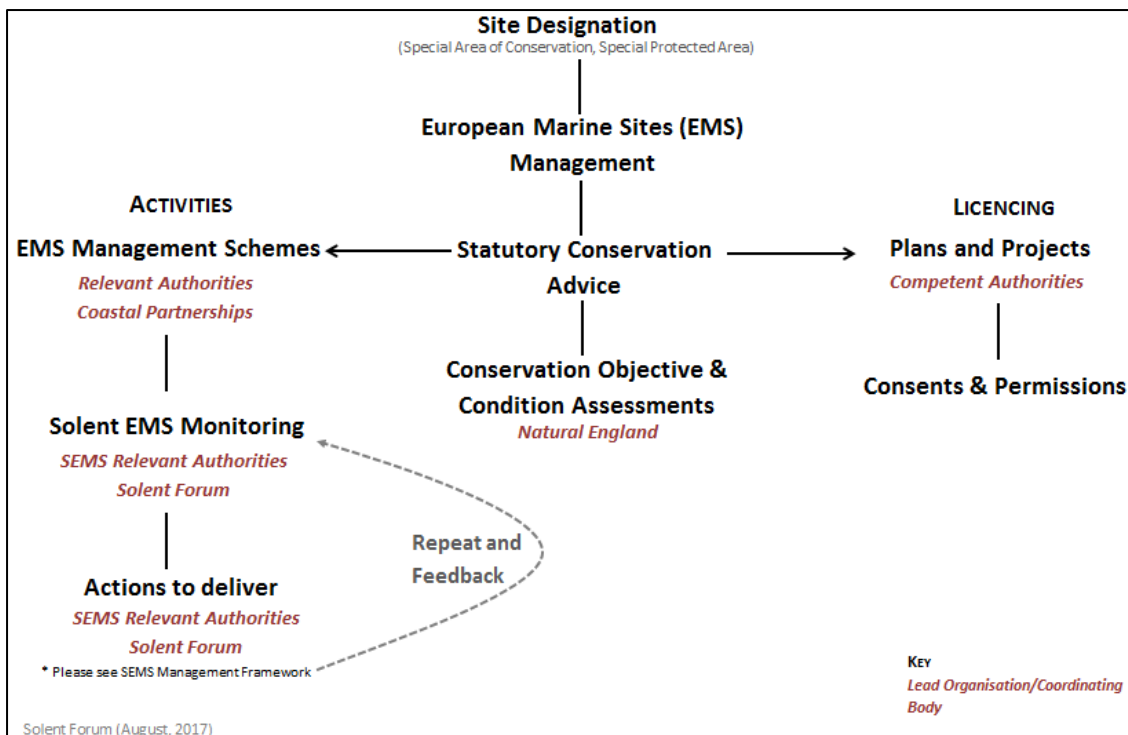 Site Designation
(Special Area of Conservation, Special Protected Area)
European Marine Sites (EMS)
Management
ACTIVITIES
EMS Management Schemes
Relevant Authorities
Coastal Partnerships
Statutory Conservation
Advice
LICENCING
Plans and Projects
Competent Authorities
Conservation Objective &
Condition Assessments
Natural England
Consents & Permissions
Solent EMS Monitoring
SEMS Relevant Authorities
Solent Forum
Repeat and
Feedback
Actions to deliver
SEMS Relevant Authorities
Solent Forum
* Please see SEMS Management Framework
KEY
Lead Organisation/Coordinating
Body
Solent Forum (August, 2017)